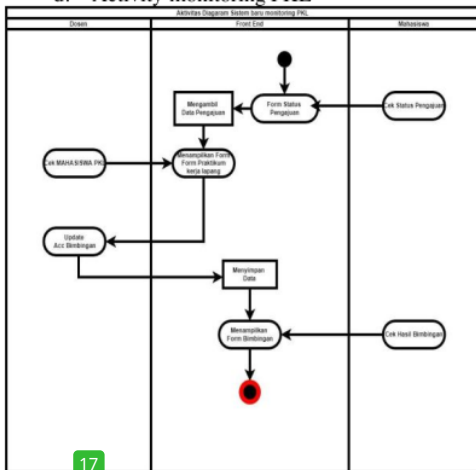 d. Activity monitoring PKL
Aktivitas Diagaram Sistem baru monitoring PKL
Dosen
Front End
Mahasiswa
Mengambil
Data Pengajuan
Form Status
Pengajuan
Cek Status Pengajuan
Cek MAHASISWA PKL
Menampilkan Form
Form Praktikum
kerja lapang
Update
Acc Bimbingan
Menyimpan
Data
Menampilkan
Form Bimbingan
Cek Hasil Bimbingan
17